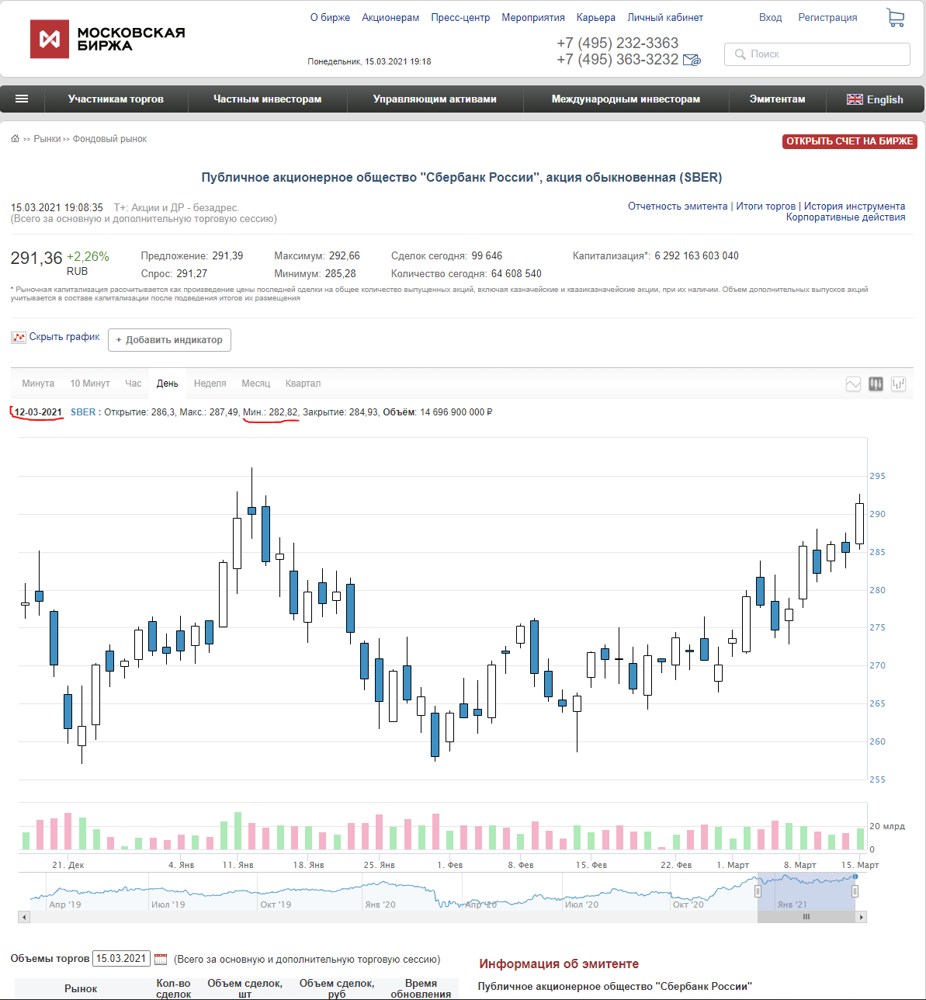 О бирже Акционерам Пресс-центр Мероприятия Карьера Личный кабинет Вход Регистрация
МОСКОВСКАЯ
БИРЖА
+7 (495) 232-3363
Понедельник, 15.03.2021 19:18
+7 (495) 363-3232
Поиск
Участникам торгов Частным инвесторам Управляющим активами Международным инвесторам Эмитентам English
>> Рынки >> Фондовый рынок
ОТКРЫТЬ СЧЕТ НА БИРЖЕ
Публичное акционерное общество "Сбербанк России", акция обыкновенная (SBER)
15.03.2021 19:08:35 Т+: Акции и ДР - безадрес.
(Всего за основную и дополнительную торговую сессию)
Отчетность эмитента | Итоги торгов | История инструмента
Корпоративные действия
291,36 +2,26% Предложение: 291,39 Максимум: 292,66 Сделок сегодня: 99 646 Капитализация*: 6 292 163 603 040
RUB Спрос: 291,27 Минимум: 285,28 Количество сегодня: 64 608 540
* Рыночная капитализация рассчитывается как произведение цены последней сделки на общее количество выпущенных акций, включая казначейские и квазиказначейские акции, при их наличии. Объем дополнительных выпусков акций
учитывается в составе капитализации после подведения итогов их размещения
Скрыть график + Добавить индикатор
Минута 10 Минут Час День Неделя Месяц Квартал
12-03-2021 SBER : Открытие: 286,3, Макс.: 287,49, Мин.: 282,82, Закрытие: 284,93, Объём: 14 696 900 000 ₽
295
290
285
280
275
270
265
260
255
20 млрд
0
21. Дек 4. Янв 11. Янв 18. Янв 25. Янв 1. Фев 8. Фев 15. Фев 22. Фев 1. Март 8. Март 15. Март
Апр '19 Июл '19 Окт '19 Янв '20 Апр '20 Июл '20 Окт '20 Янв '21
Объемы торгов 15.03.2021 (Всего за основную и дополнительную торговую сессию)
Информация об эмитенте
Рынок Кол-во сделок Объем сделок, шт Объем сделок, руб Время обновления
Публичное акционерное общество "Сбербанк России"